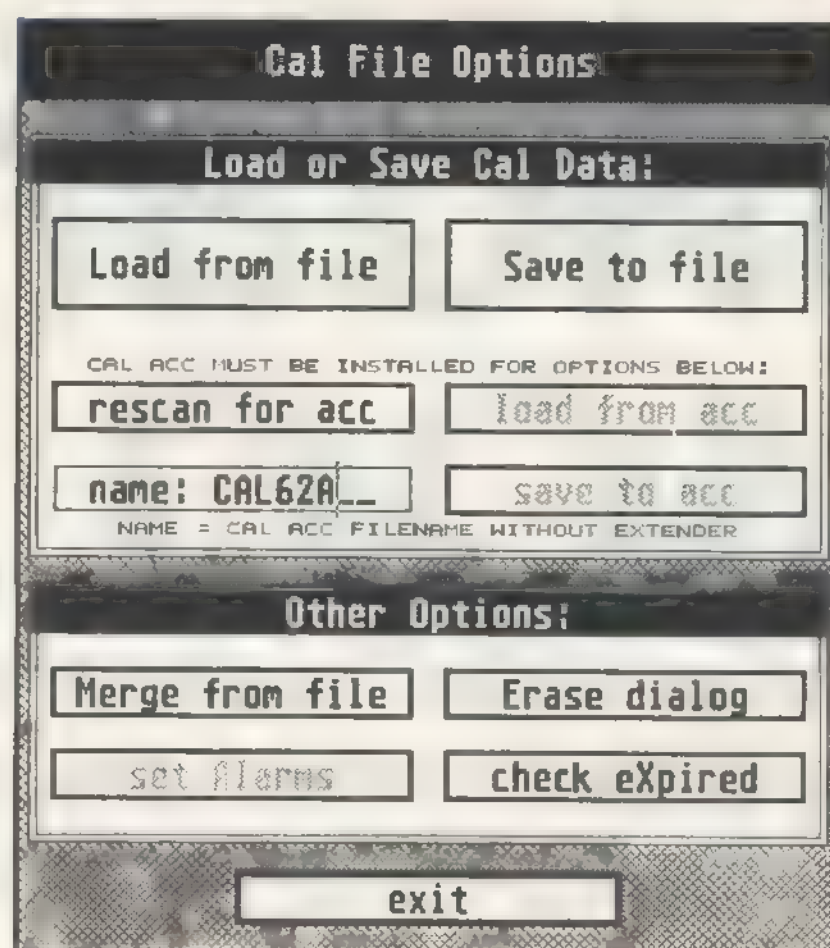 Cal File Options
Load or Save Cal Data:
Load from file
Save to file
CAL ACC MUST BE INSTALLED FOR OPTIONS BELOW:
rescan for acc
load from acc
name: CAL62A__
save to acc
NAME = CAL ACC FILENAME WITHOUT EXTENDER
Other Options:
Merge from file
Erase dialog
set Alarms
check eXpired
exit